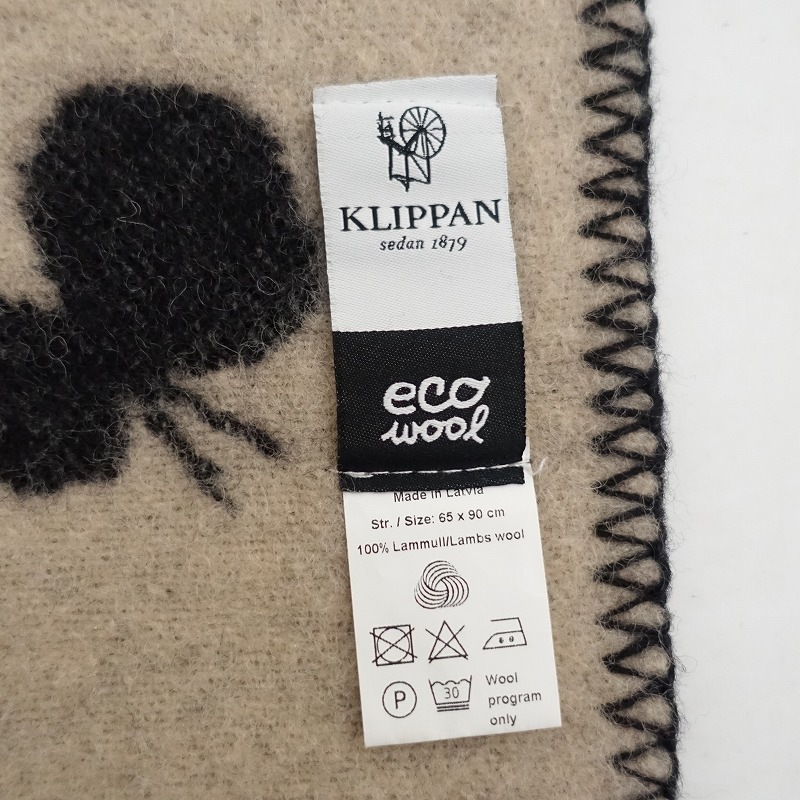 KLIPPAN
sedan 1879
eco
wool
Made in Latvia
Str. / Size: 65 x 90 cm
100% Lammull/Lambs wool
P
30
Wool
program
only